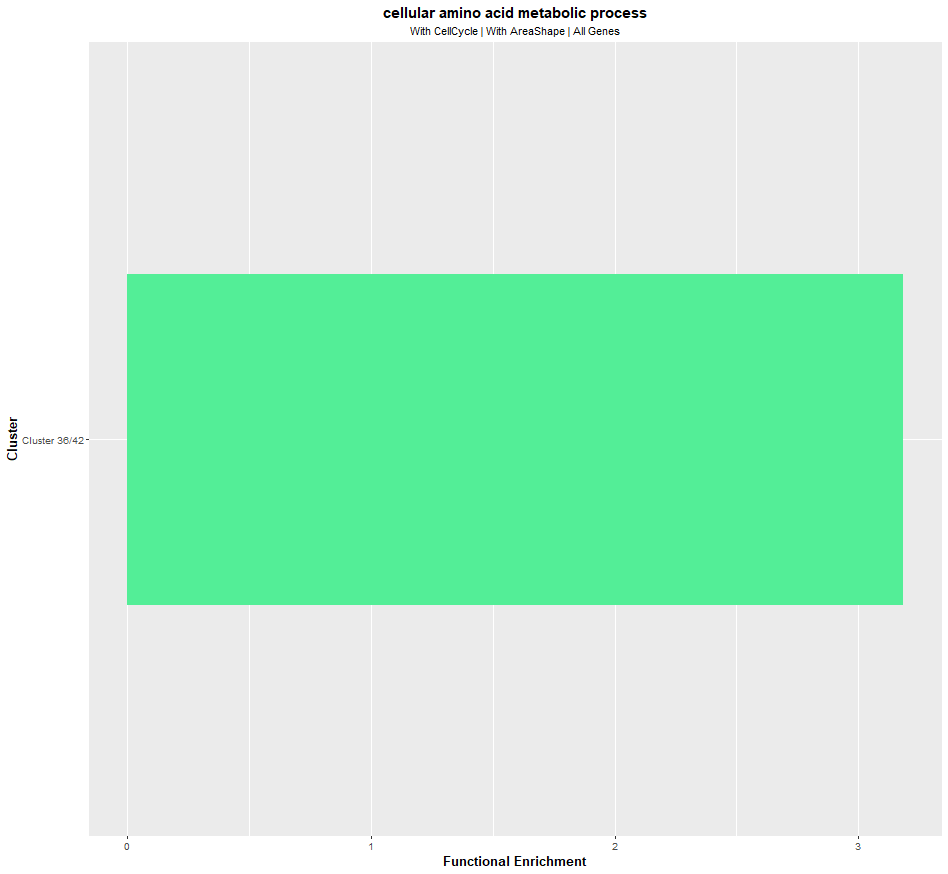 cellular amino acid metabolic process
With CellCycle | With AreaShape | All Genes
Cluster
Cluster 36/42
0 1 2 3
Functional Enrichment